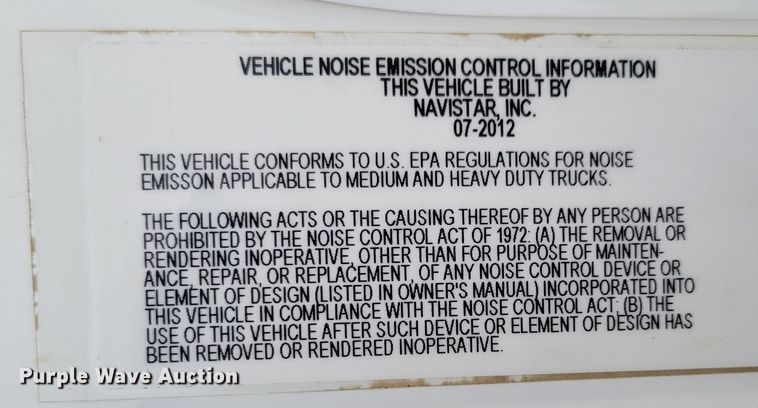 VEHICLE NOISE EMISSION CONTROL INFORMATION
THIS VEHICLE BUILT BY
NAVISTAR, INC.
07-2012
THIS VEHICLE CONFORMS TO U.S. EPA REGULATIONS FOR NOISE
EMISSON APPLICABLE TO MEDIUM AND HEAVY DUTY TRUCKS.
THE FOLLOWING ACTS OR THE CAUSING THEREOF BY ANY PERSON ARE
PROHIBITED BY THE NOISE CONTROL ACT OF 1972: (A) THE REMOVAL OR
RENDERING INOPERATIVE, OTHER THAN FOR PURPOSE OF MAINTEN-
ANCE, REPAIR, OR REPLACEMENT, OF ANY NOISE CONTROL DEVICE OR
ELEMENT OF DESIGN (LISTED IN OWNER'S MANUAL) INCORPORATED INTO
THIS VEHICLE IN COMPLIANCE WITH THE NOISE CONTROL ACT; (B) THE
USE OF THIS VEHICLE AFTER SUCH DEVICE OR ELEMENT OF DESIGN HAS
BEEN REMOVED OR RENDERED INOPERATIVE.
Purple Wave Auction